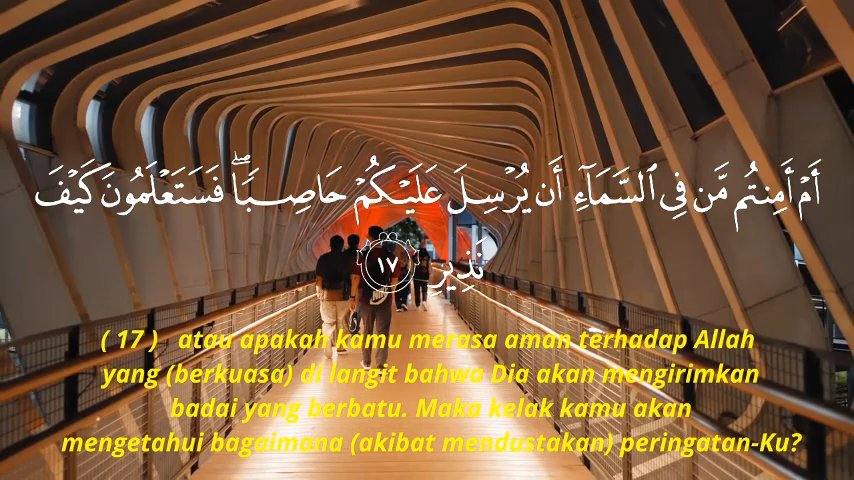 أَمْ أَمِنتُم مَّن فِي ٱلسَّمَآءِ أَن يُرْسِلَ عَلَيْكُمْ حَاصِبًا ۖ فَسَتَعْلَمُونَ كَيْفَ
نَذِيرِ ١٧
( 17 ) atau apakah kamu merasa aman terhadap Allah
yang (berkuasa) di langit bahwa Dia akan mengirimkan
badai yang berbatu. Maka kelak kamu akan
mengetahui bagaimana (akibat mendustakan) peringatan-Ku?